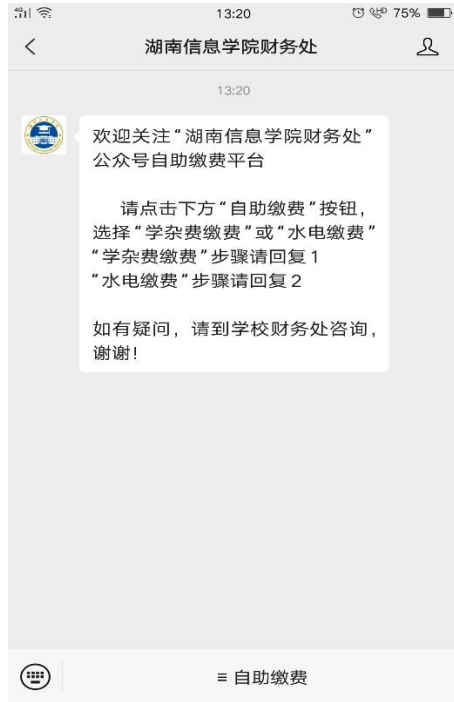 13:20
75%
湖南信息学院财务处
13:20
欢迎关注“湖南信息学院财务处”
公众号自助缴费平台
请点击下方“自助缴费”按钮，
选择“学杂费缴费”或“水电缴费”
“学杂费缴费”步骤请回复1
“水电缴费”步骤请回复2
如有疑问，请到学校财务处咨询，
谢谢！
≡ 自助缴费